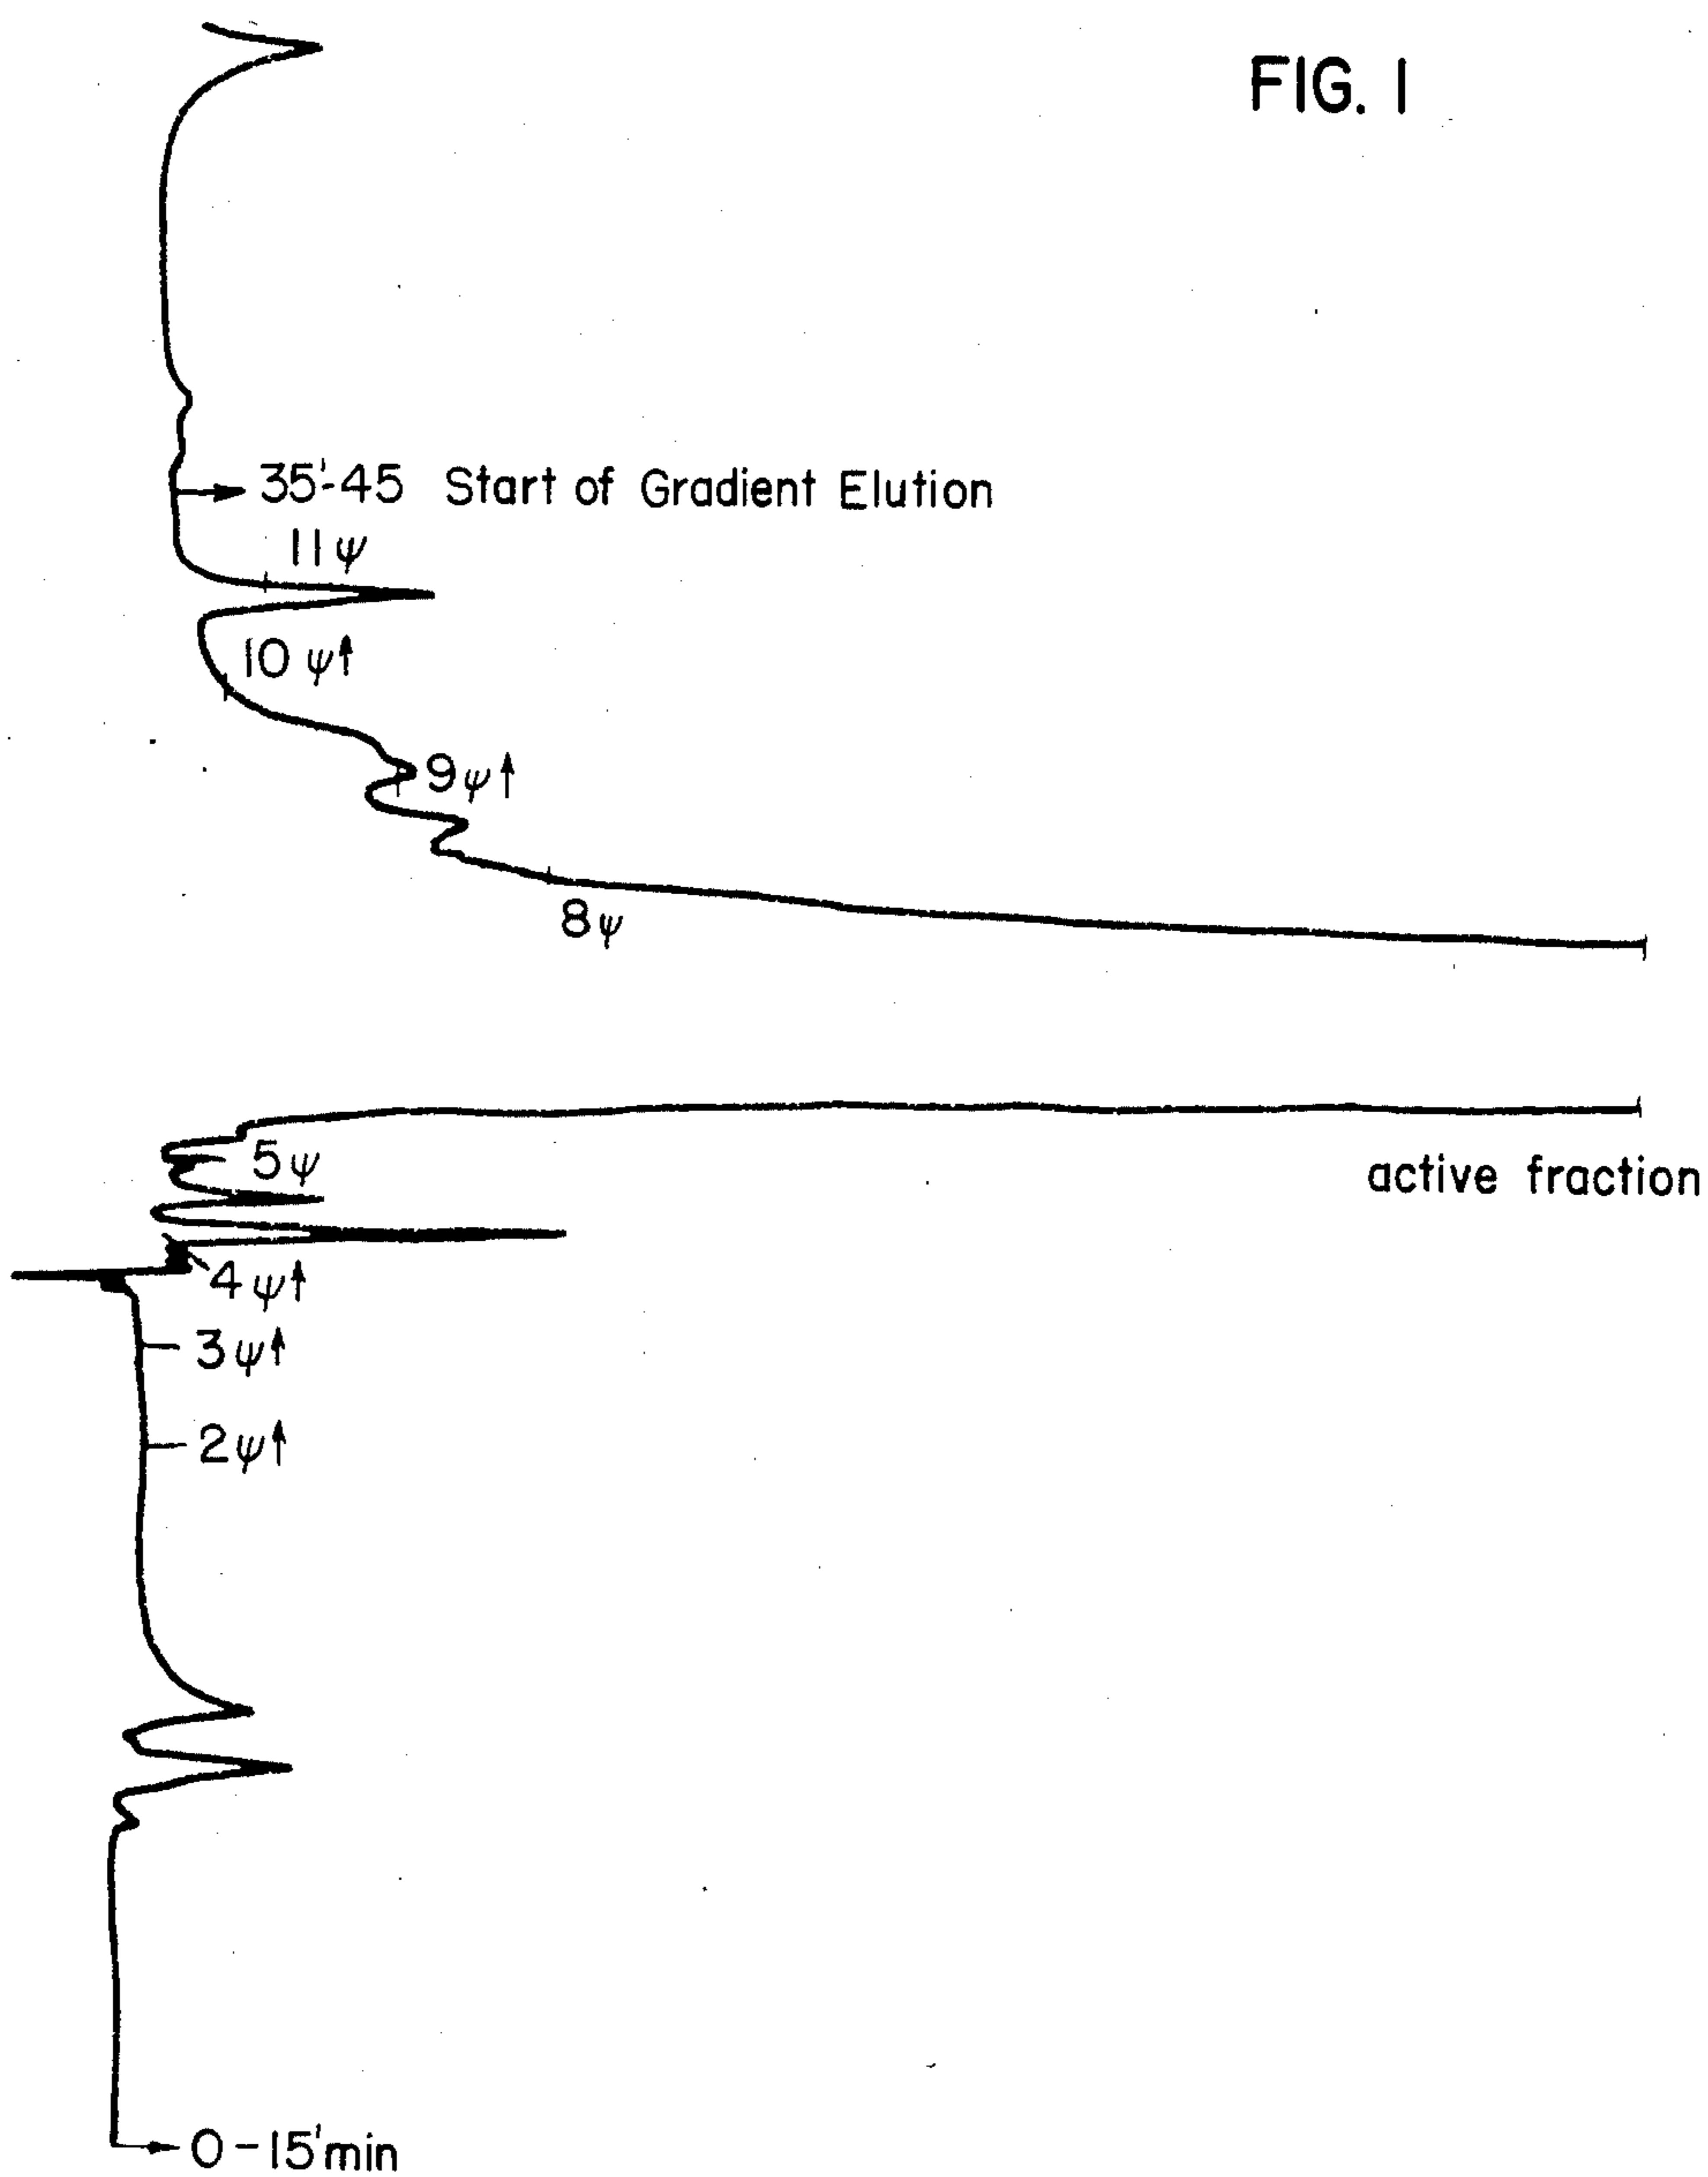 FIG. 1
35'-45 Start of Gradient Elution
11ψ
10 ψ↑
9ψ↑
8ψ
active fraction
5ψ
4ψ↑
3ψ↑
2ψ↑
0-15'min